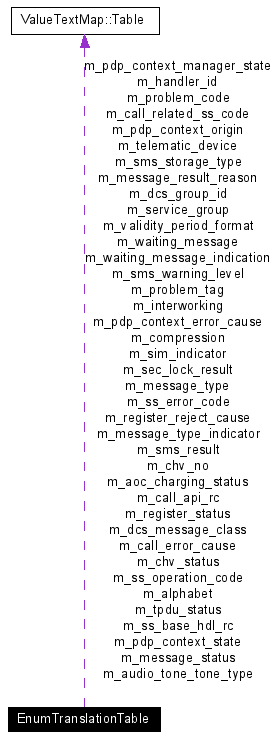 ValueTextMap::Table
m_pdp_context_manager_state
m_handler_id
m_problem_code
m_call_related_ss_code
m_pdp_context_origin
m_telematic_device
m_sms_storage_type
m_message_result_reason
m_dcs_group_id
m_service_group
m_validity_period_format
m_waiting_message
m_waiting_message_indication
m_sms_warning_level
m_problem_tag
m_interworking
m_pdp_context_error_cause
m_compression
m_sim_indicator
m_sec_lock_result
m_message_type
m_ss_error_code
m_register_reject_cause
m_message_type_indicator
m_sms_result
m_chv_no
m_aoc_charging_status
m_call_api_rc
m_register_status
m_dcs_message_class
m_call_error_cause
m_chv_status
m_ss_operation_code
m_alphabet
m_tpdu_status
m_ss_base_hdl_rc
m_pdp_context_state
m_message_status
m_audio_tone_tone_type
EnumTranslationTable